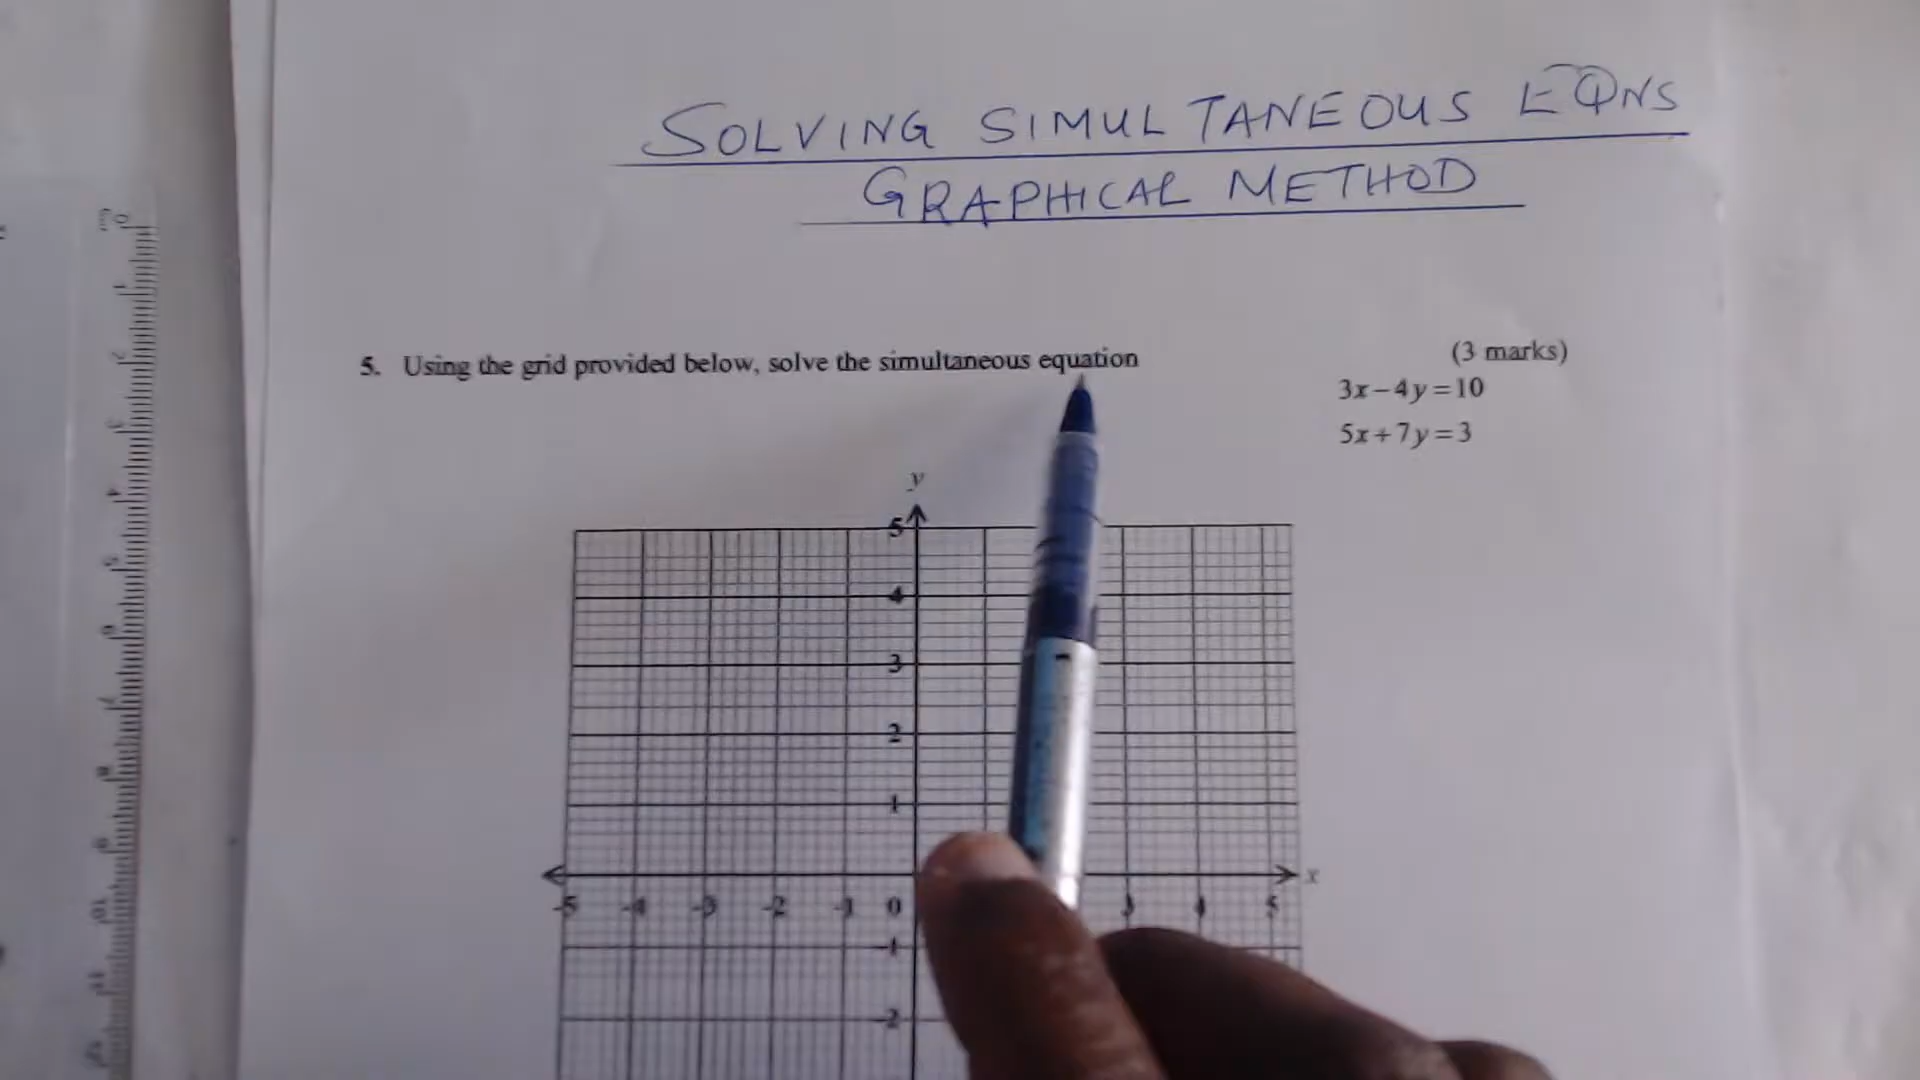 SOLVING SIMULTANEOUS EQNS
GRAPHICAL METHOD
5. Using the grid provided below, solve the simultaneous equation (3 marks)
3x-4y=10
5x+7y=3
y
5
4
3
2
1
x
-5 -4 -3 -2 -1 0 3 4 5
-1
-2